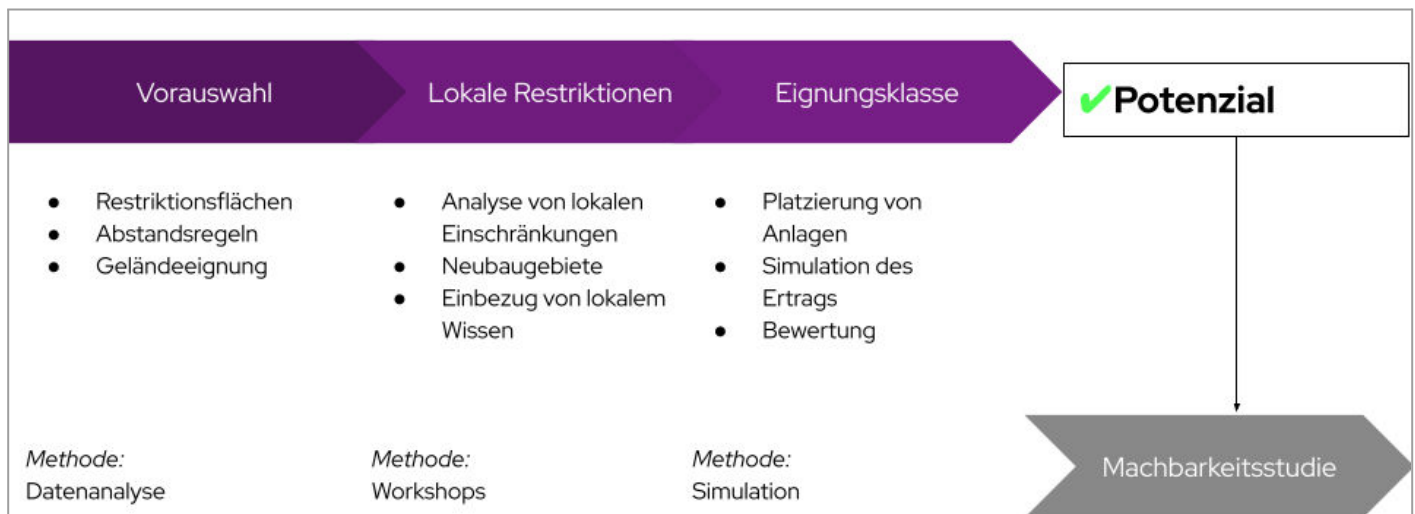 Vorauswahl
Lokale Restriktionen
Eignungsklasse
✔Potenzial
● Restriktionsflächen
● Abstandsregeln
● Geländeeignung
● Analyse von lokalen
Einschränkungen
● Neubaugebiete
● Einbezug von lokalem
Wissen
● Platzierung von
Anlagen
● Simulation des
Ertrags
● Bewertung
Methode:
Datenanalyse
Methode:
Workshops
Methode:
Simulation
Machbarkeitsstudie